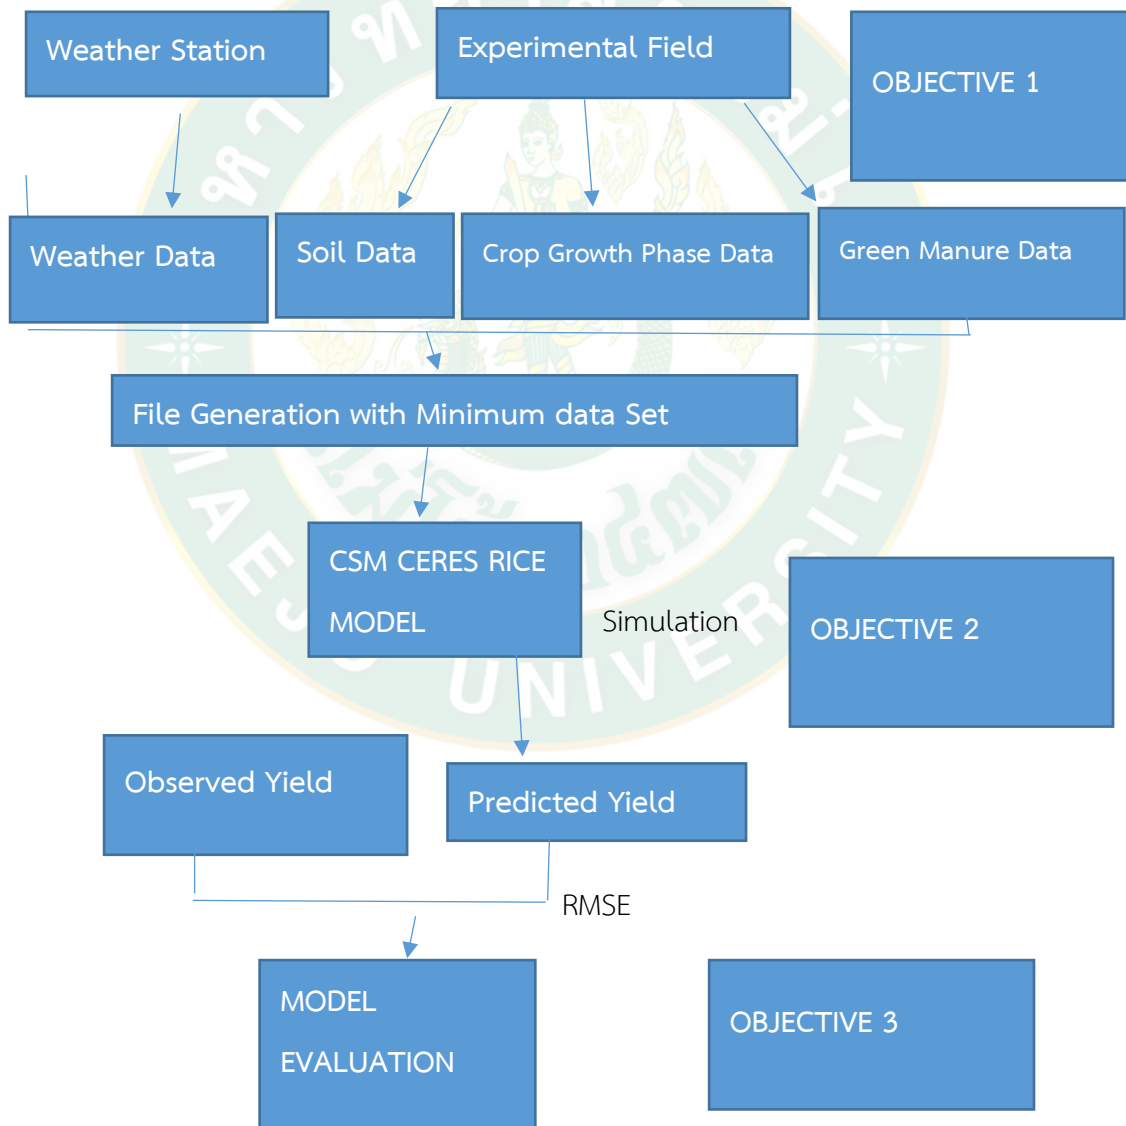 Weather Station
Experimental Field
OBJECTIVE 1
Weather Data
Soil Data
Crop Growth Phase Data
Green Manure Data
File Generation with Minimum data Set
CSM CERES RICE
MODEL
Simulation
OBJECTIVE 2
Observed Yield
Predicted Yield
RMSE
MODEL
EVALUATION
OBJECTIVE 3
MAEJO UNIVERSITY